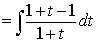 =∫ (1+t−1)/(1+t) dt